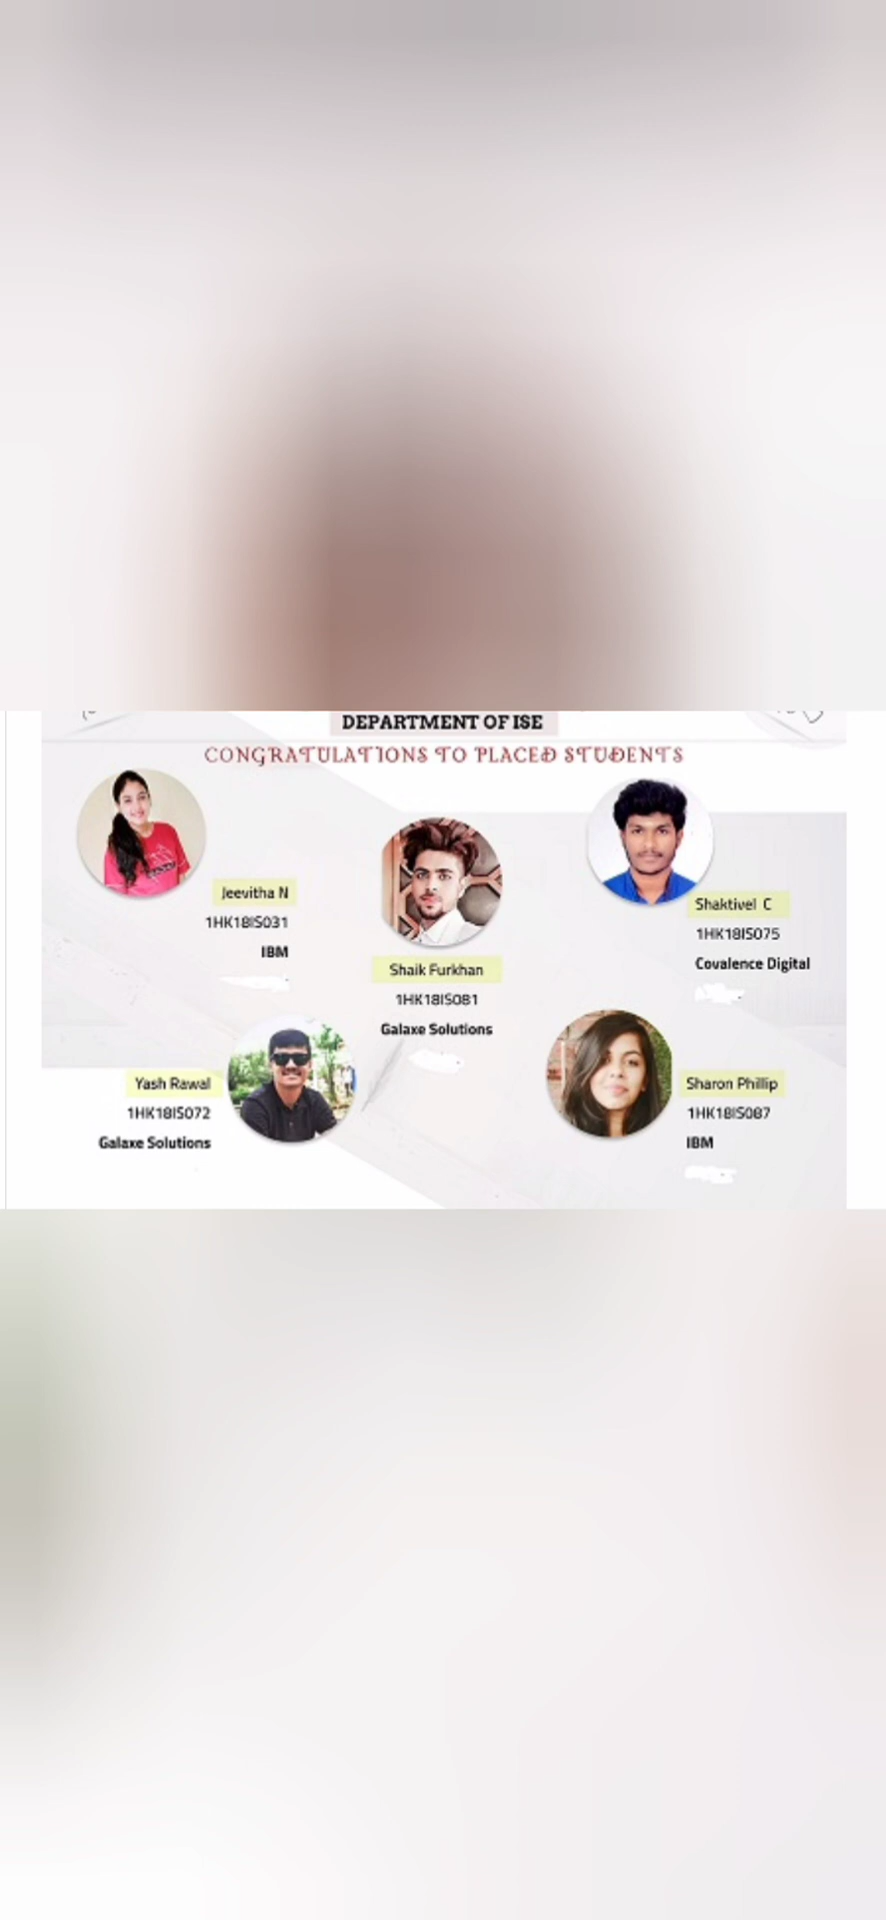 DEPARTMENT OF ISE
CONGRATULATIONS TO PLACED STUDENTS
Jeevitha N
1HK18IS031
IBM
Shaik Furkhan
1HK18IS081
Galaxe Solutions
Shaktivel C
1HK18IS075
Covalence Digital
Yash Rawal
1HK18IS072
Galaxe Solutions
Sharon Phillip
1HK18IS087
IBM